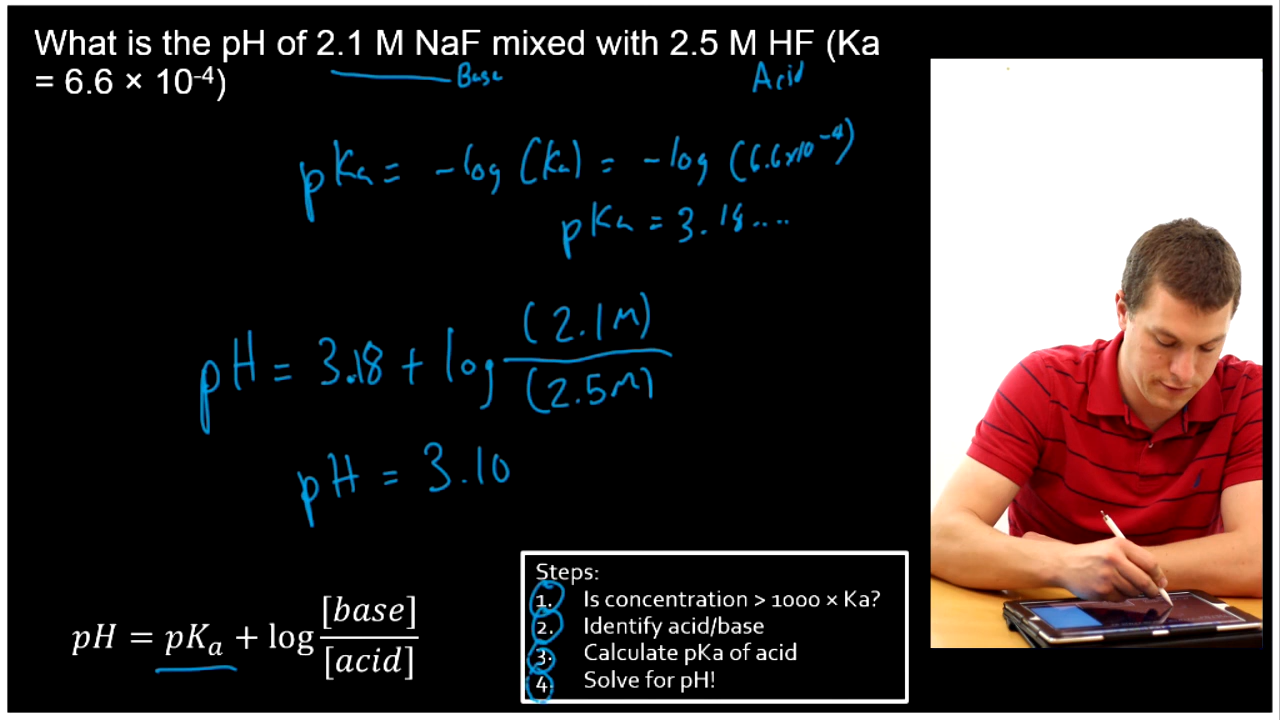 What is the pH of 2.1 M NaF mixed with 2.5 M HF (Ka
= 6.6 × 10⁻⁴)
Base
Acid
pKa = -log (Ka) = -log (6.6x10⁻⁴)
pKa = 3.18....
pH = 3.18 + log (2.1M)/(2.5M)
pH = 3.10
pH = pKₐ + log [base]/[acid]
Steps:
1. Is concentration > 1000 × Ka?
2. Identify acid/base
3. Calculate pKa of acid
4. Solve for pH!